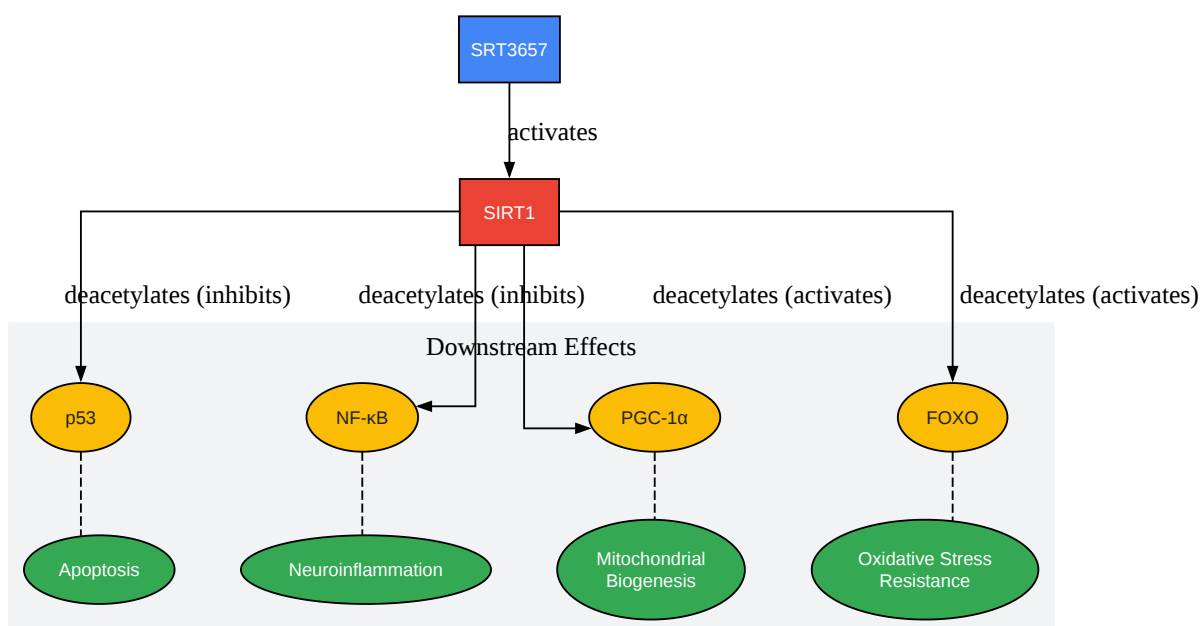 SRT3657
activates
SIRT1
deacetylates (inhibits)
deacetylates (inhibits)
deacetylates (activates)
deacetylates (activates)
Downstream Effects
p53
NF-κB
PGC-1α
FOXO
Apoptosis
Neuroinflammation
Mitochondrial
Biogenesis
Oxidative Stress
Resistance